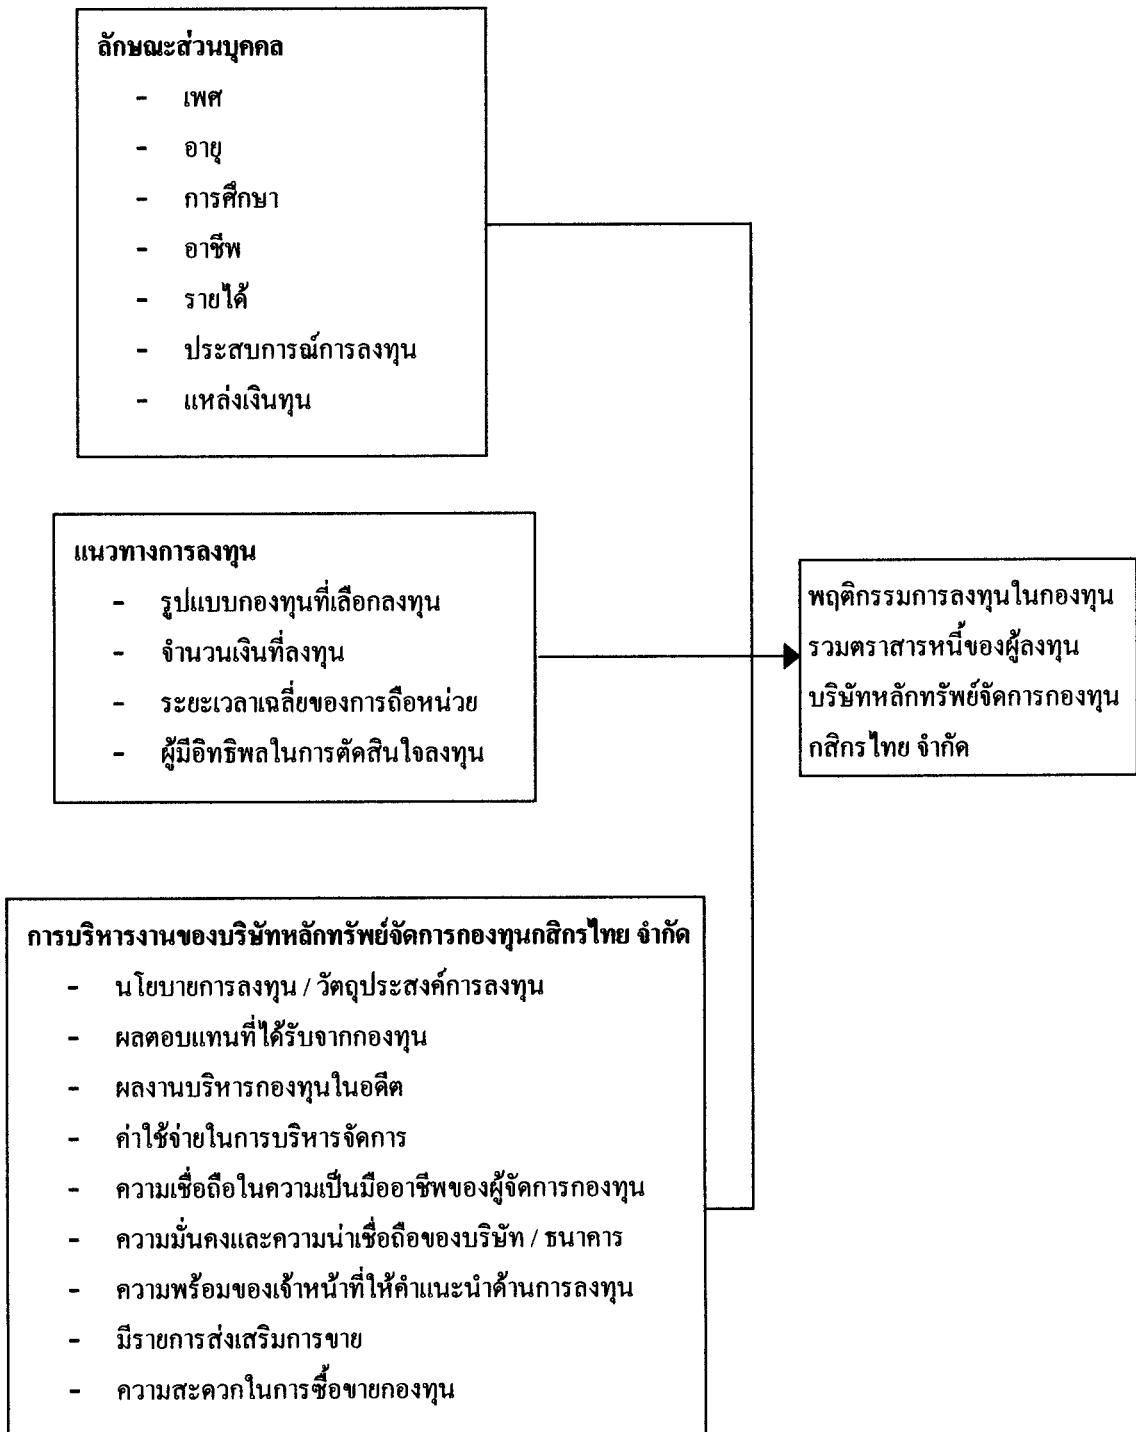 ลักษณะส่วนบุคคล
- เพศ
- อายุ
- การศึกษา
- อาชีพ
- รายได้
- ประสบการณ์การลงทุน
- แหล่งเงินทุน
แนวทางการลงทุน
- รูปแบบกองทุนที่เลือกลงทุน
- จำนวนเงินที่ลงทุน
- ระยะเวลาเฉลี่ยของการถือหน่วย
- ผู้มีอิทธิพลในการตัดสินใจลงทุน
พฤติกรรมการลงทุนในกองทุน
รวมตราสารหนี้ของผู้ลงทุน
บริษัทหลักทรัพย์จัดการกองทุน
กสิกรไทย จำกัด
การบริหารงานของบริษัทหลักทรัพย์จัดการกองทุนกสิกรไทย จำกัด
- นโยบายการลงทุน / วัตถุประสงค์การลงทุน
- ผลตอบแทนที่ได้รับจากกองทุน
- ผลงานบริหารกองทุนในอดีต
- ค่าใช้จ่ายในการบริหารจัดการ
- ความเชื่อถือในความเป็นมืออาชีพของผู้จัดการกองทุน
- ความมั่นคงและความน่าเชื่อถือของบริษัท / ธนาคาร
- ความพร้อมของเจ้าหน้าที่ให้คำแนะนำด้านการลงทุน
- มีรายการส่งเสริมการขาย
- ความสะดวกในการซื้อขายกองทุน